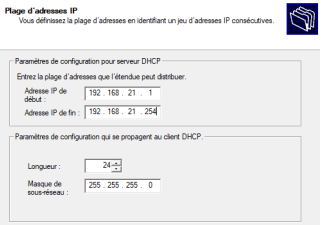 Plage d'adresses IP
Vous définissez la plage d'adresses en identifiant un jeu d'adresses IP consécutives.
Paramètres de configuration pour serveur DHCP
Entrez la plage d'adresses que l'étendue peut distribuer.
Adresse IP de début : 192 . 168 . 21 . 1
Adresse IP de fin : 192 . 168 . 21 . 254
Paramètres de configuration qui se propagent au client DHCP.
Longueur : 24
Masque de sous-réseau : 255 . 255 . 255 . 0